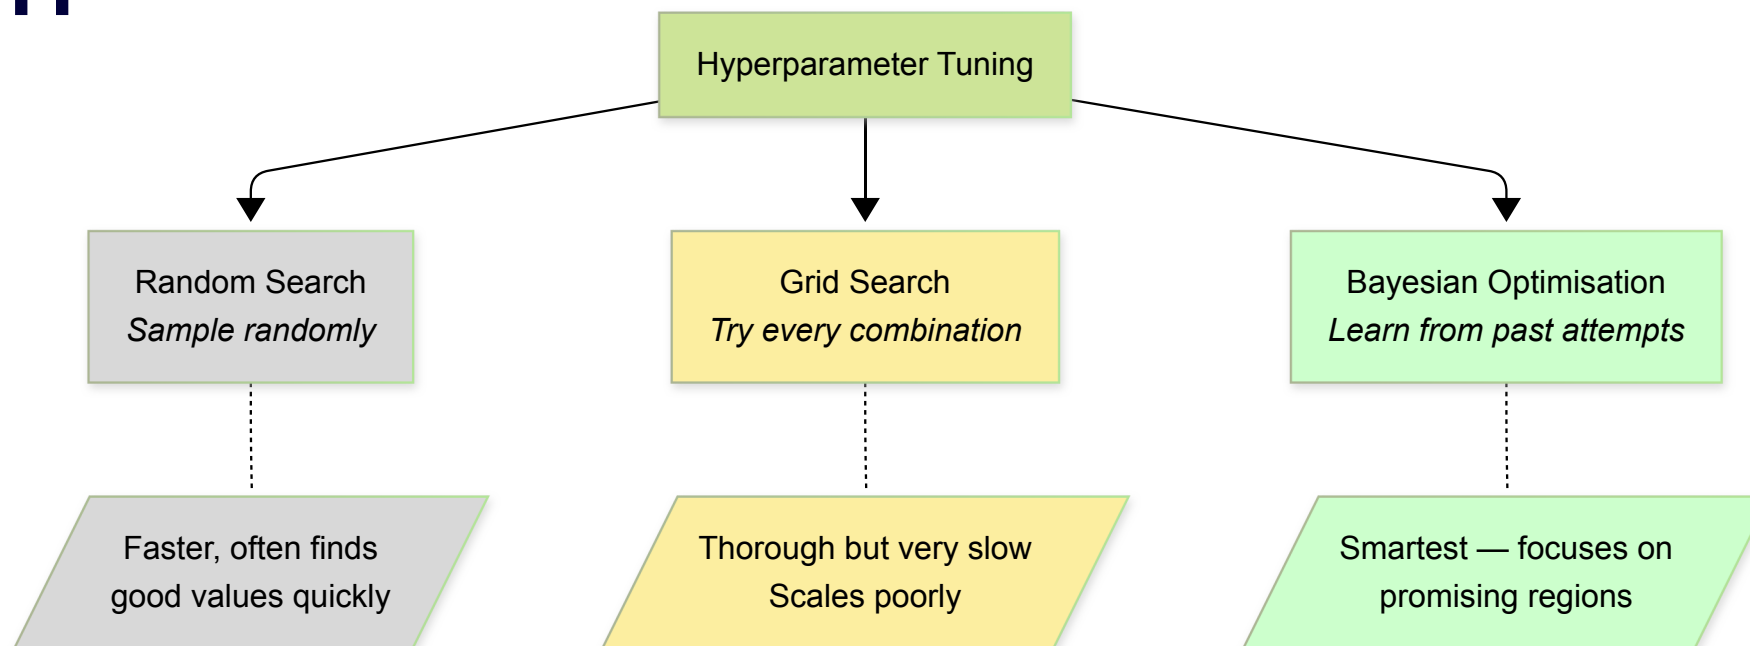 Hyperparameter Tuning
Random Search
Sample randomly
Grid Search
Try every combination
Bayesian Optimisation
Learn from past attempts
Faster, often finds
good values quickly
Thorough but very slow
Scales poorly
Smartest — focuses on
promising regions